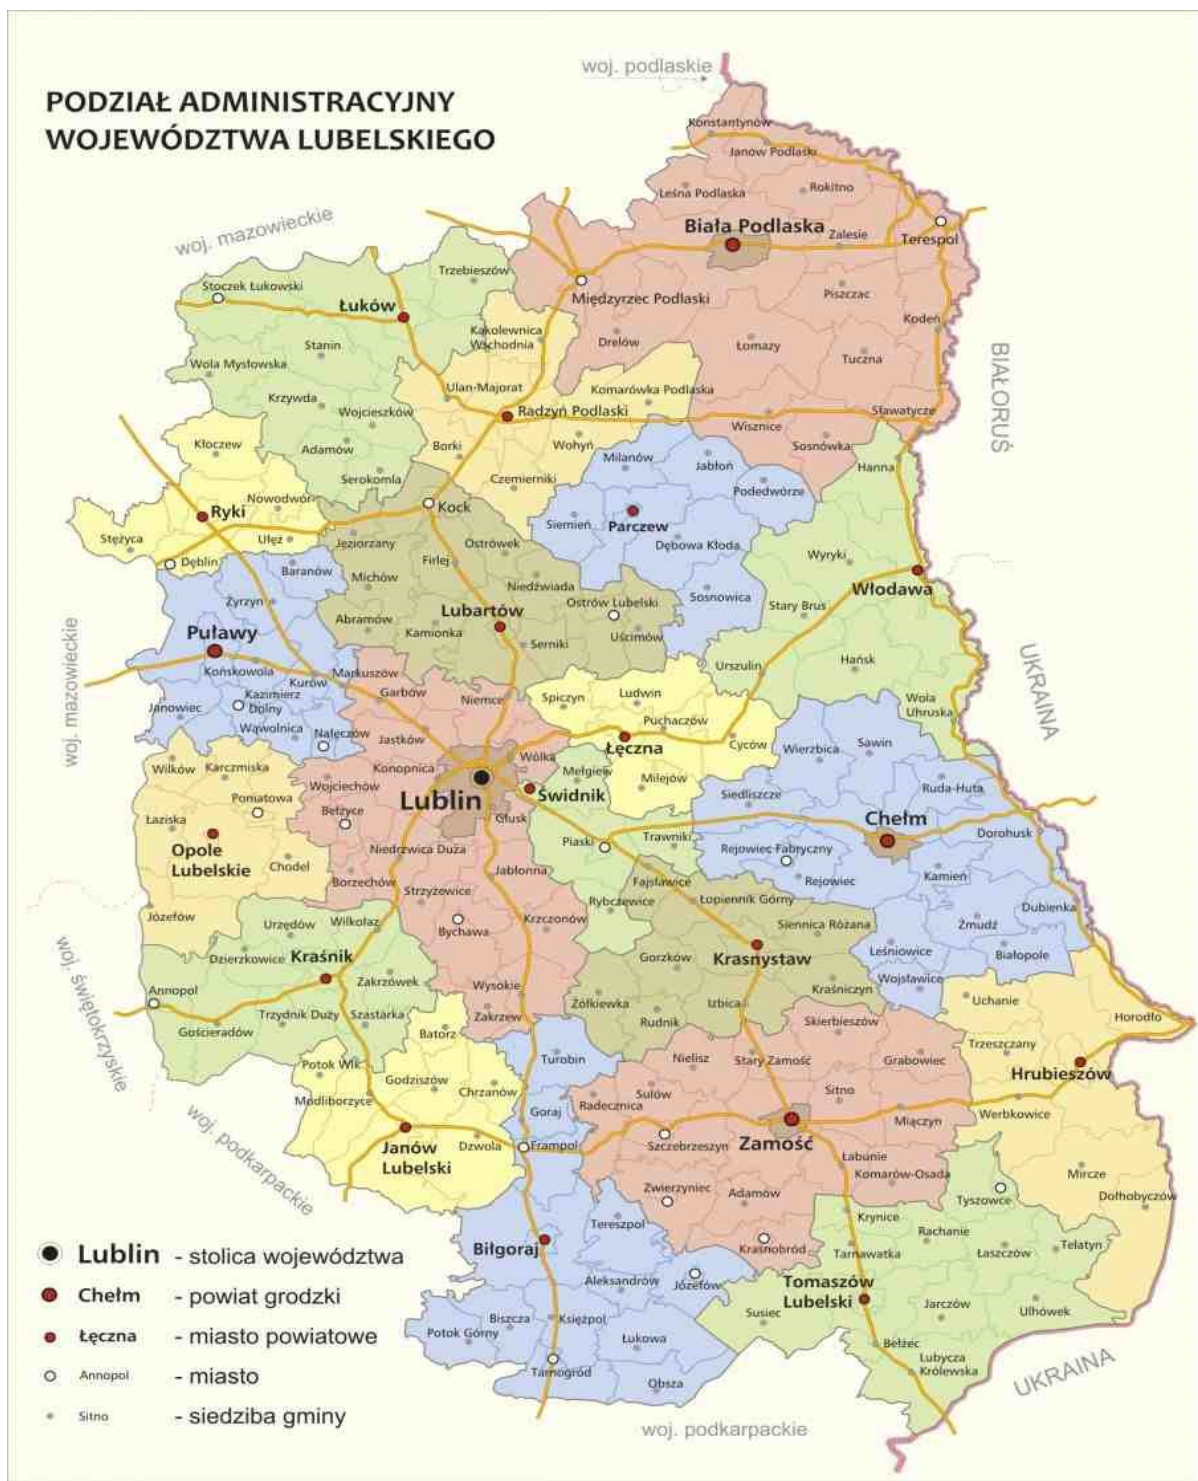 woj. podlaskie
PODZIAŁ ADMINISTRACYJNY
WOJEWÓDZTWA LUBELSKIEGO
Konstantynów
Janów Podlaski
Leśna Podlaska
Rokitno
woj. mazowieckie
Biała Podlaska
Zalesie
Terespol
Trzebieszów
Stoczek Łukowski
Międzyrzec Podlaski
Piszczac
Łuków
Kodeń
Kąkolewnica
Wschodnia
Stanin
Drelów
Łomazy
Tuczna
BIAŁORUŚ
Wola Mysłowska
Ulan-Majorat
Komarówka Podlaska
Krzywda
Wojcieszków
Radzyń Podlaski
Sławatycze
Wisznice
Kłoczew
Adamów
Borki
Wohyń
Sosnówka
Milanów
Jabłoń
Hanna
Serokomla
Czemierniki
Podedwórze
Nowodwór
Ryki
Kock
Siemień
Parczew
Stężyca
Ułęż
Jeziorzany
Ostrówek
Dębowa Kłoda
Dęblin
Baranów
Firlej
Wyryki
Michów
Niedźwiada
Włodawa
Żyrzyn
Lubartów
Ostrów Lubelski
Sosnowica
Stary Brus
Abramów
Kamionka
Puławy
Serniki
Uścimów
woj. mazowieckie
Końskowola
Kurów
Markuszów
Urszulin
Hańsk
UKRAINA
Janowiec
Kazimierz
Dolny
Garbów
Niemce
Spiczyn
Ludwin
Wola
Uhruska
Wąwolnica
Nałęczów
Jastków
Puchaczów
Łęczna
Cyców
Wierzbica
Sawin
Wilków
Karczmiska
Konopnica
Wólka
Mełgiew
Milejów
Wojciechów
Lublin
Świdnik
Siedliszcze
Ruda-Huta
Poniatowa
Bełżyce
Głusk
Chełm
Łaziska
Dorohusk
Opole
Lubelskie
Niedrzwica Duża
Piaski
Trawniki
Rejowiec Fabryczny
Chodel
Jabłonna
Kamień
Borzechów
Strzyżewice
Fajsławice
Rejowiec
Rybczewice
Łopiennik Górny
Józefów
Urzędów
Wilkołaz
Bychawa
Krzczonów
Siennica Różana
Żmudź
Dubienka
Dzierzkowice
Kraśnik
Gorzków
Krasnystaw
Leśniowice
Białopole
woj. świętokrzyskie
Annopol
Zakrzówek
Wysokie
Żółkiewka
Izbica
Kraśniczyn
Wojsławice
Uchanie
Gościeradów
Trzydnik Duży
Szastarka
Zakrzew
Rudnik
Skierbieszów
Horodło
Batorz
Turobin
Nielisz
Stary Zamość
Grabowiec
Trzeszczany
Potok Wlk.
Godziszów
Chrzanów
Sułów
Sitno
Hrubieszów
Modliborzyce
Goraj
Radecznica
Miączyn
Werbkowice
woj. podkarpackie
Janów
Lubelski
Dzwola
Frampol
Szczebrzeszyn
Zamość
Łabunie
Komarów-Osada
Mircze
Zwierzyniec
Adamów
Tyszowce
Dołhobyczów
Tereszpol
Krynice
Rachanie
Biłgoraj
Krasnobród
Tarnawatka
Łaszczów
Telatyn
Aleksandrów
Józefów
Tomaszów
Lubelski
Biszcza
Księżpol
Susiec
Jarczów
Ulhówek
Potok Górny
Łukowa
Bełżec
Lubycza
Królewska
Tarnogród
Obsza
UKRAINA
woj. podkarpackie
Lublin - stolica województwa
Chełm - powiat grodzki
Łęczna - miasto powiatowe
Annopol - miasto
Sitno - siedziba gminy